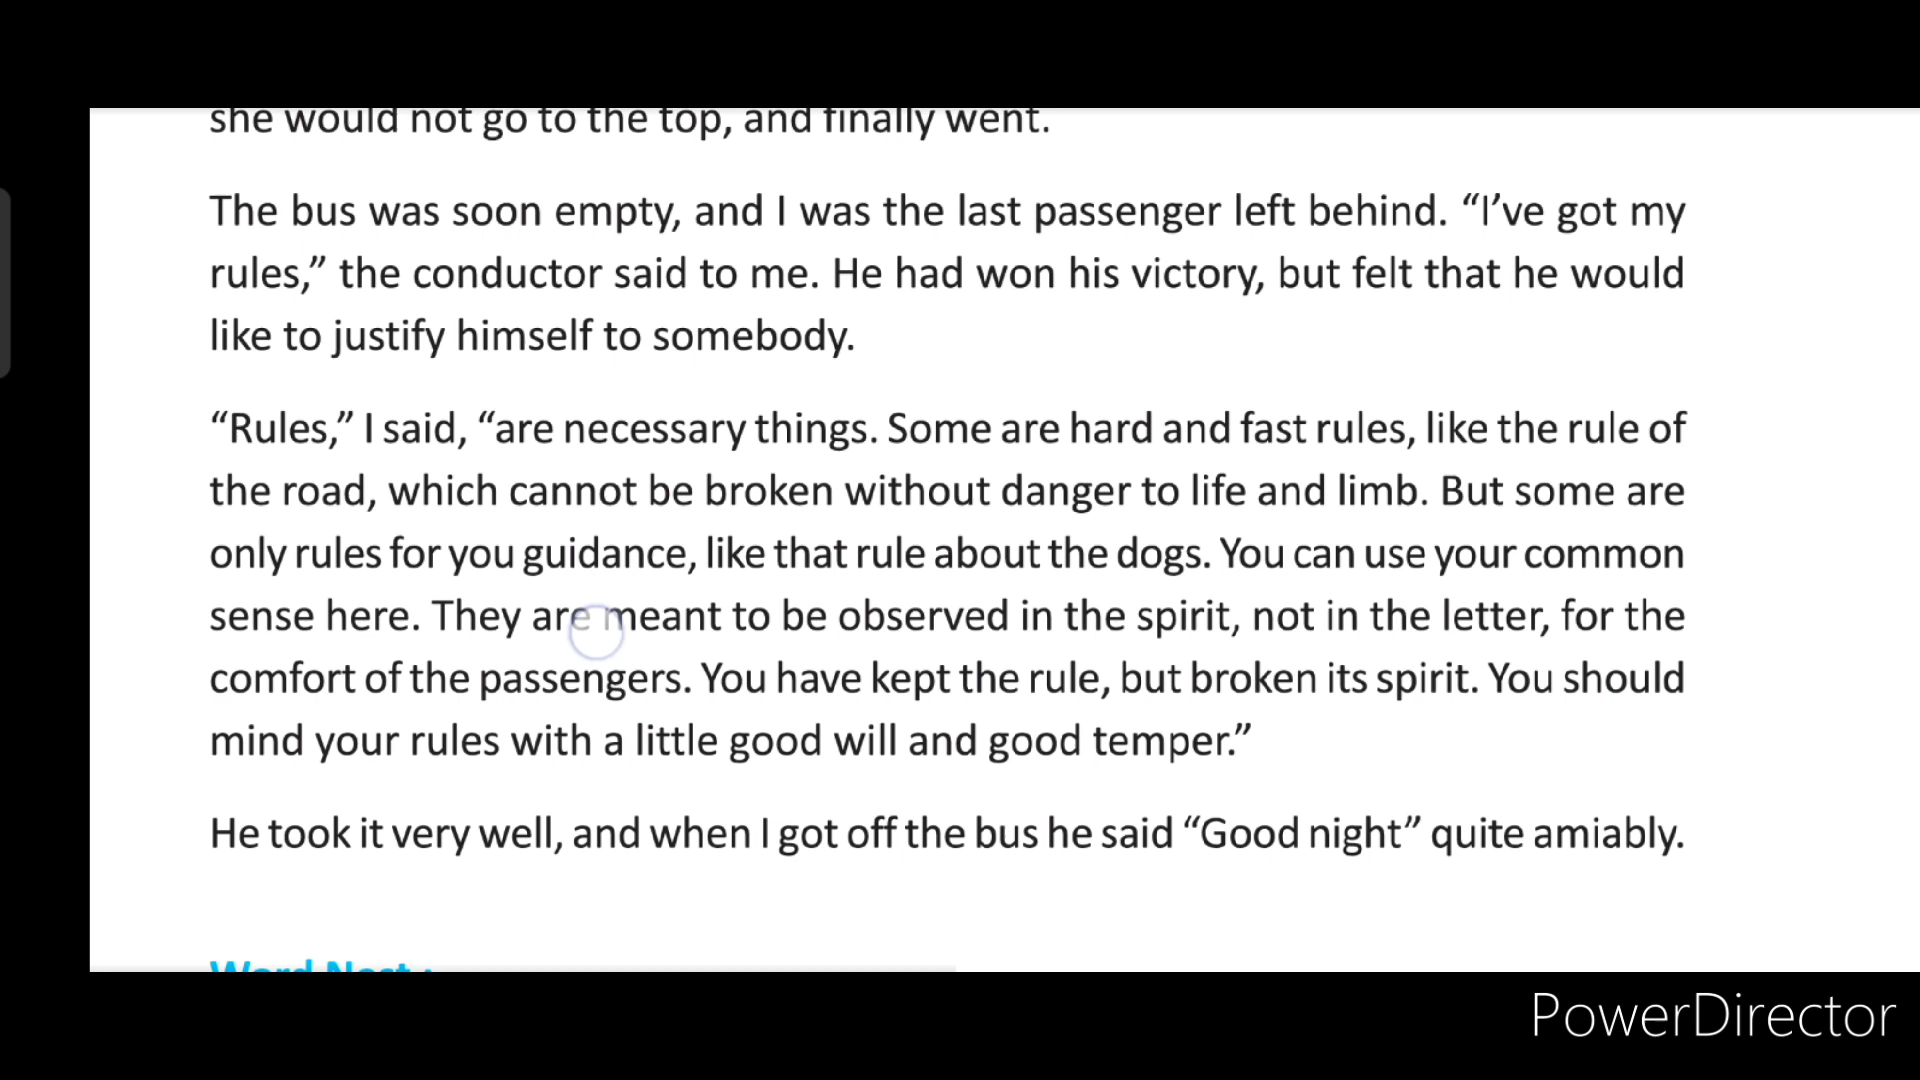 she would not go to the top, and finally went.
The bus was soon empty, and I was the last passenger left behind. “I’ve got my
rules,” the conductor said to me. He had won his victory, but felt that he would
like to justify himself to somebody.
“Rules,” I said, “are necessary things. Some are hard and fast rules, like the rule of
the road, which cannot be broken without danger to life and limb. But some are
only rules for you guidance, like that rule about the dogs. You can use your common
sense here. They are meant to be observed in the spirit, not in the letter, for the
comfort of the passengers. You have kept the rule, but broken its spirit. You should
mind your rules with a little good will and good temper.”
He took it very well, and when I got off the bus he said “Good night” quite amiably.
Word Nest :
PowerDirector